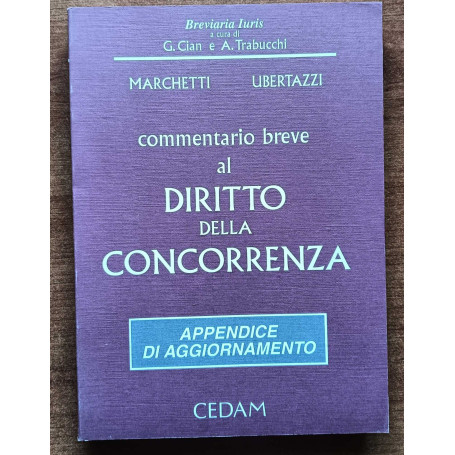 Breviaria Iuris
a cura di
G. Cian e A. Trabucchi
MARCHETTI UBERTAZZI
commentario breve
al
DIRITTO
DELLA
CONCORRENZA
APPENDICE
DI AGGIORNAMENTO
CEDAM